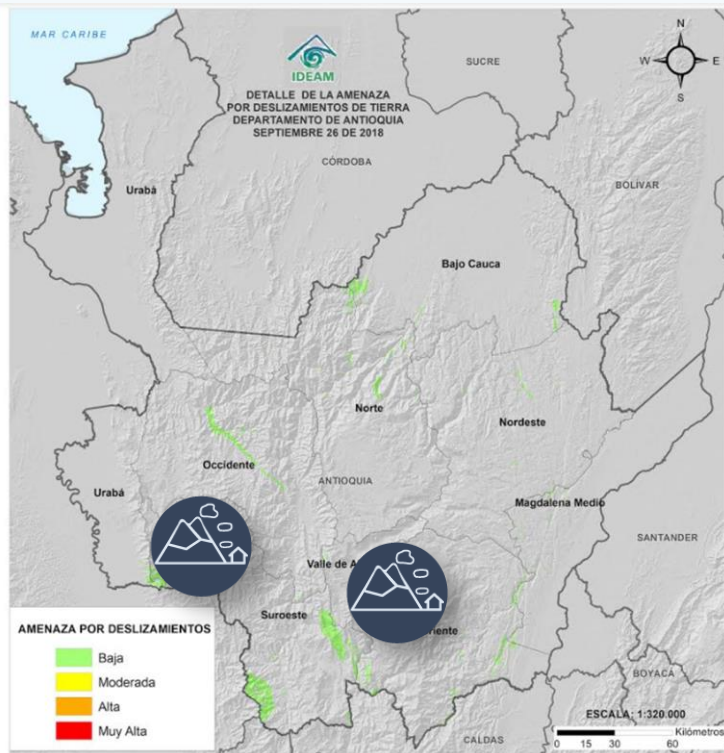 MAR CARIBE
IDEAM
DETALLE DE LA AMENAZA
POR DESLIZAMIENTOS DE TIERRA
DEPARTAMENTO DE ANTIOQUIA
SEPTIEMBRE 26 DE 2018
N
W
E
S
SUCRE
CÓRDOBA
Urabá
BOLÍVAR
Bajo Cauca
Norte
Nordeste
Occidente
ANTIOQUIA
Urabá
Magdalena Medio
SANTANDER
Valle de
Suroeste
AMENAZA POR DESLIZAMIENTOS
Baja
Moderada
Alta
Muy Alta
BOYACÁ
ESCALA: 1:320.000
Kilómetros
0 15 30 60
CALDAS